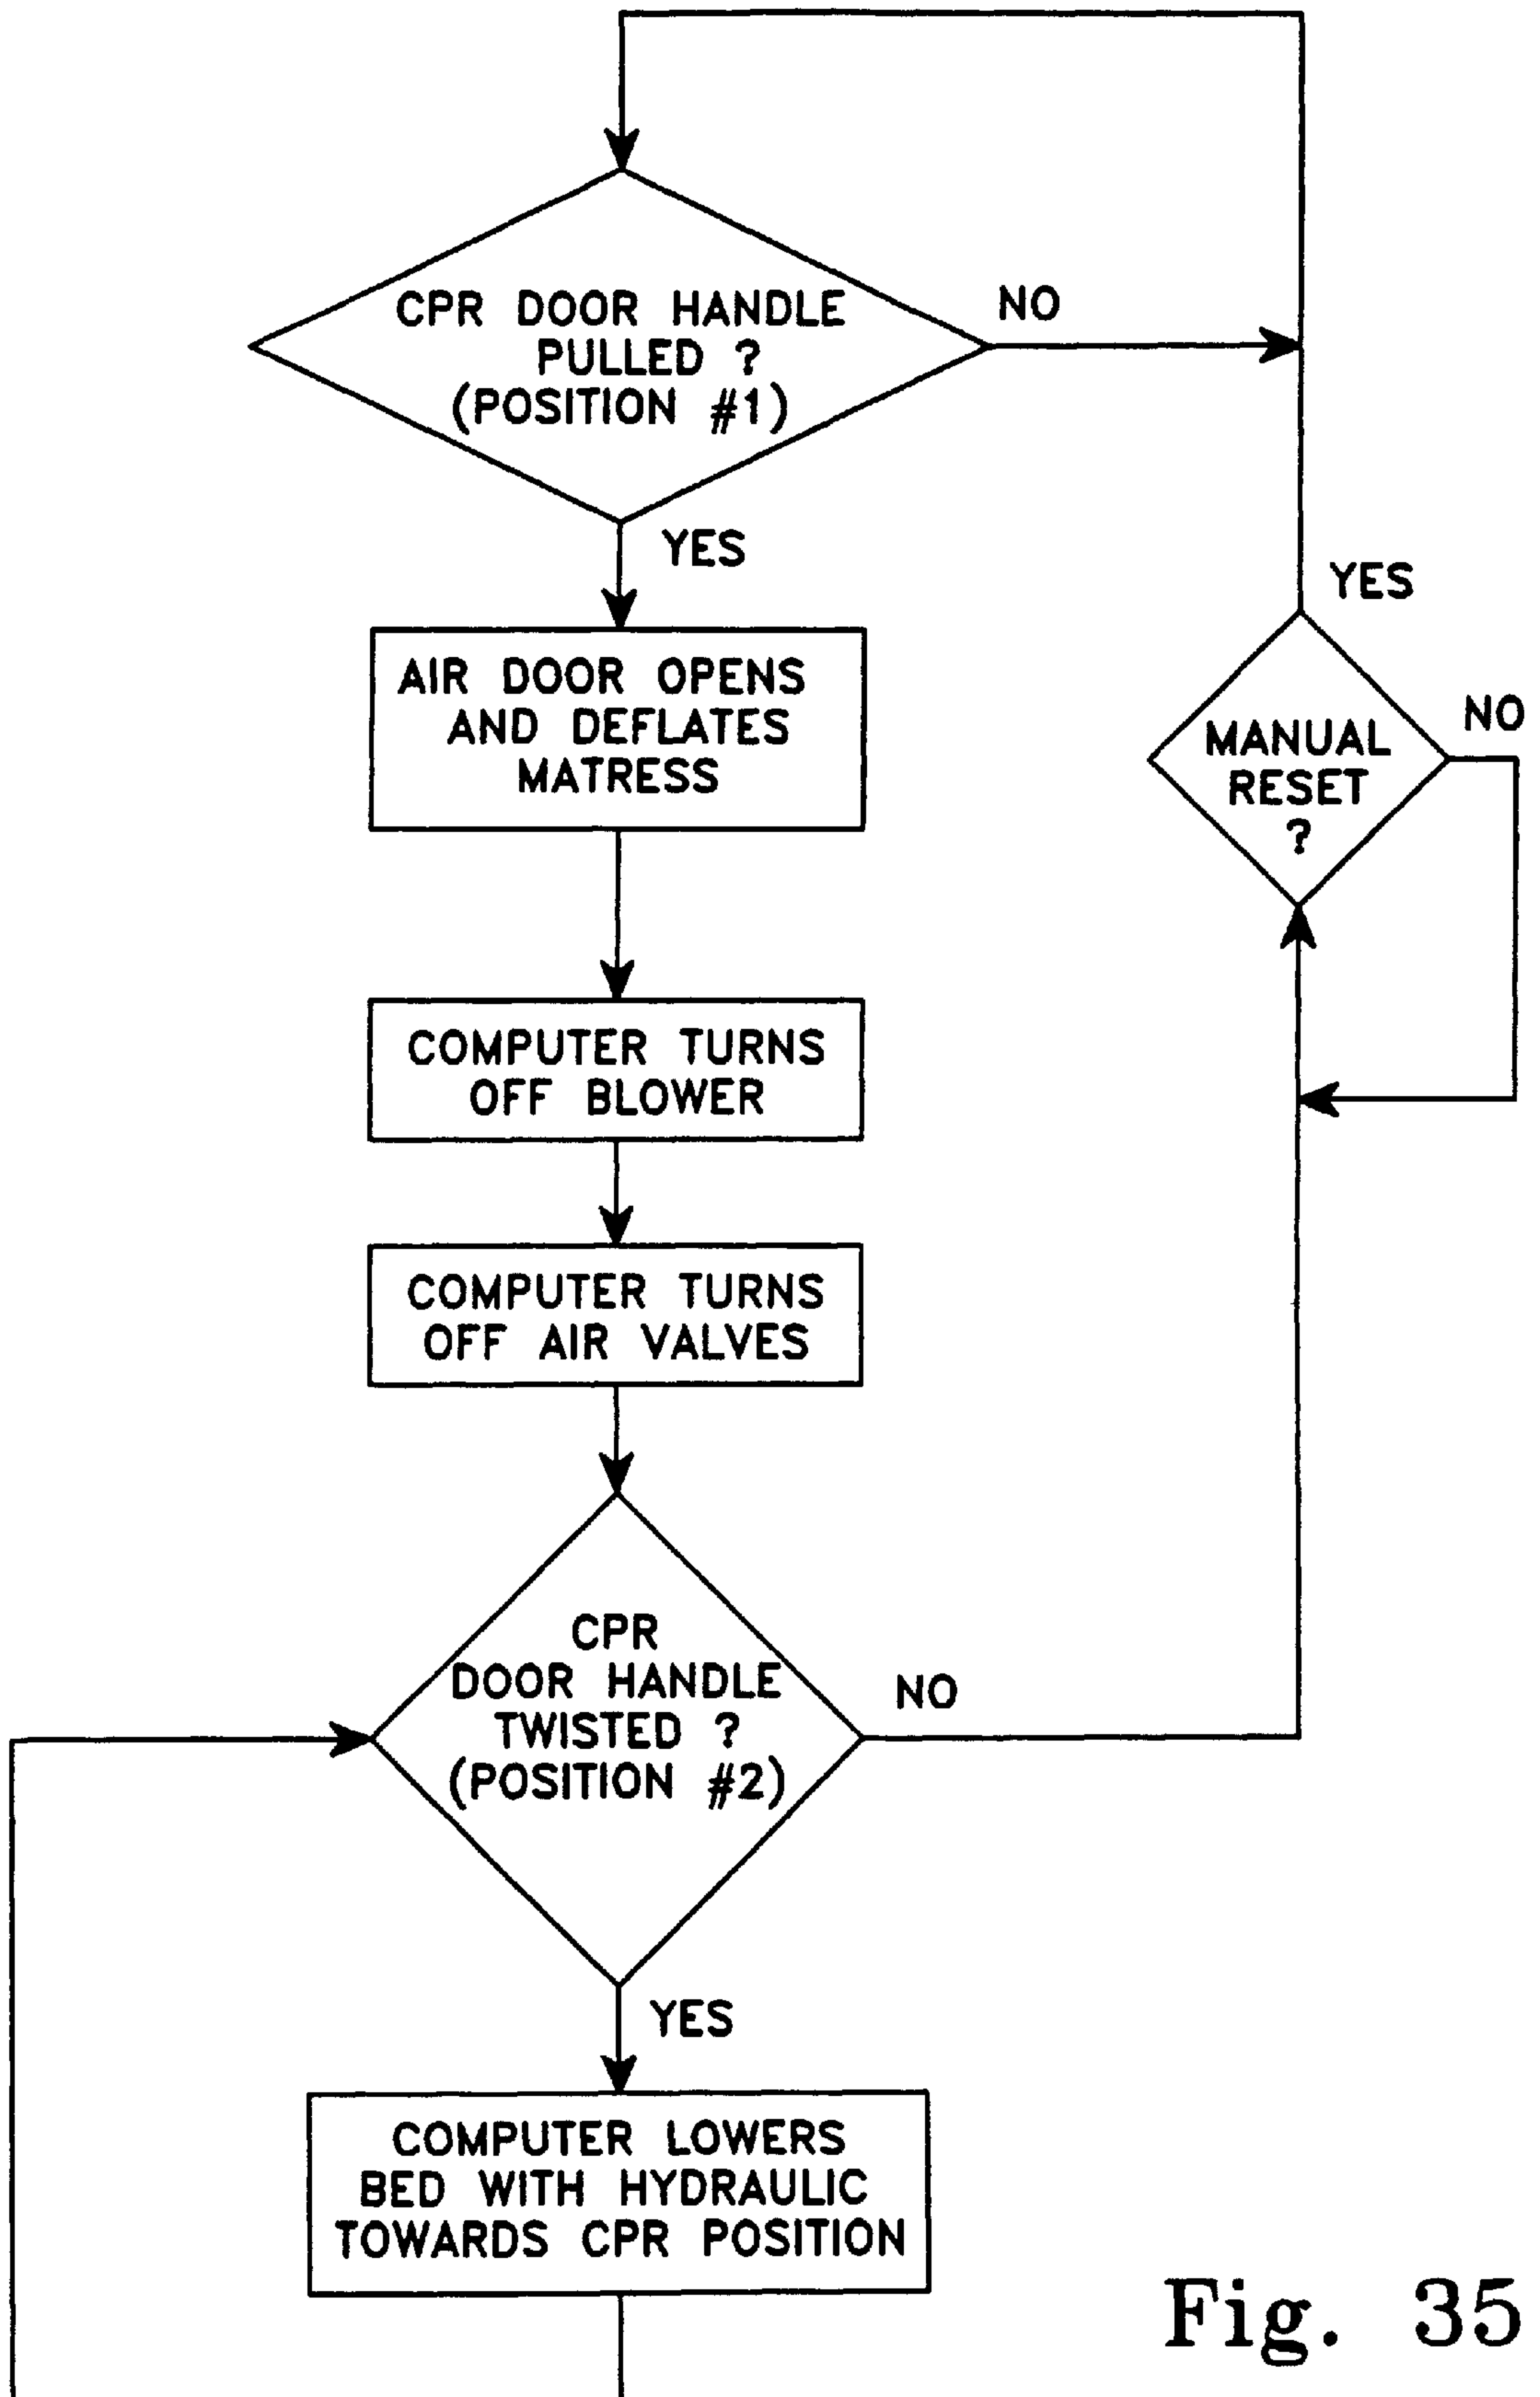 CPR DOOR HANDLE
PULLED ?
(POSITION #1)
NO
YES
AIR DOOR OPENS
AND DEFLATES
MATRESS
YES
MANUAL
RESET
?
NO
COMPUTER TURNS
OFF BLOWER
COMPUTER TURNS
OFF AIR VALVES
CPR
DOOR HANDLE
TWISTED ?
(POSITION #2)
NO
YES
COMPUTER LOWERS
BED WITH HYDRAULIC
TOWARDS CPR POSITION
Fig. 35